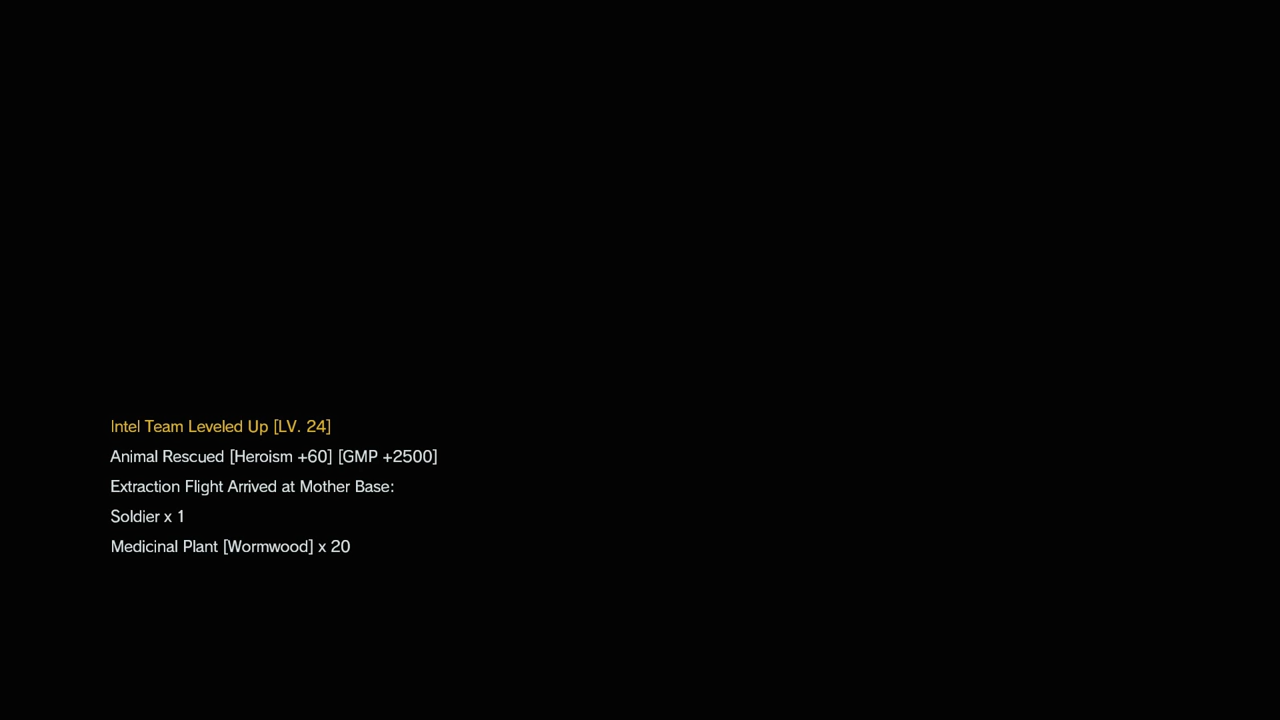 Intel Team Leveled Up [LV. 24]
Animal Rescued [Heroism +60] [GMP +2500]
Extraction Flight Arrived at Mother Base:
Soldier x 1
Medicinal Plant [Wormwood] x 20